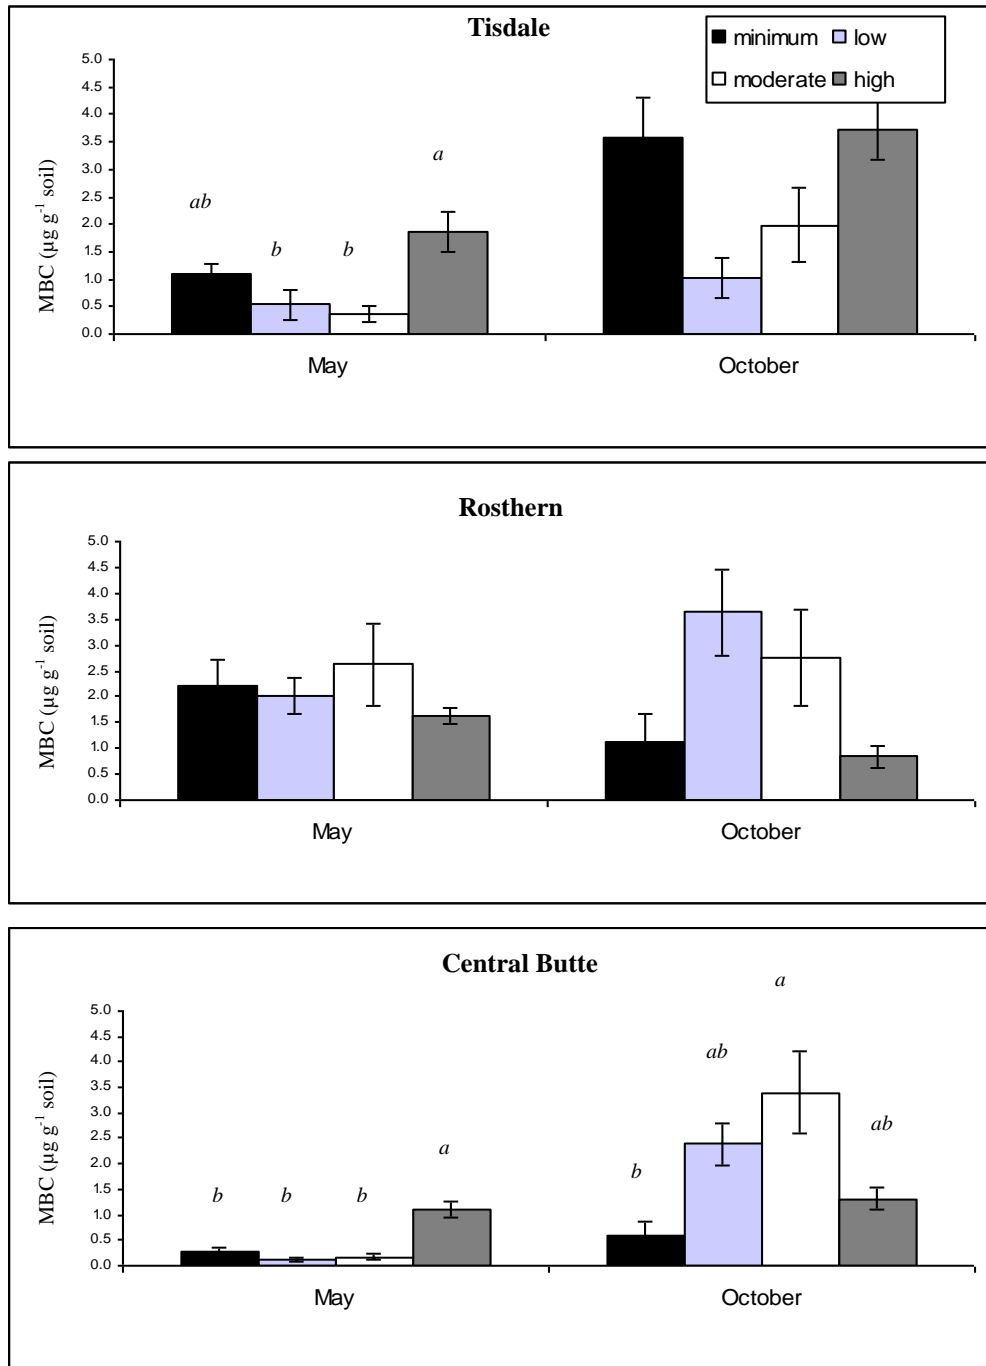 Tisdale
minimum low
moderate high
MBC (µg g⁻¹ soil)
5.0
4.5
4.0
3.5
3.0
2.5
2.0
1.5
1.0
0.5
0.0
ab
b
b
a
May October
Rosthern
MBC (µg g⁻¹ soil)
5.0
4.5
4.0
3.5
3.0
2.5
2.0
1.5
1.0
0.5
0.0
May October
Central Butte
MBC (µg g⁻¹ soil)
5.0
4.5
4.0
3.5
3.0
2.5
2.0
1.5
1.0
0.5
0.0
b
b
b
a
b
ab
a
ab
May October